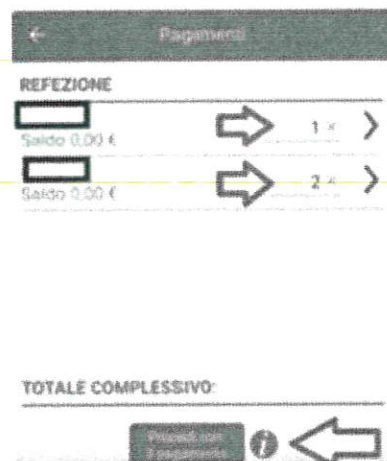 Pagamenti
REFEZIONE
1 ×
Saldo 0,00 €
2 ×
Saldo 0,00 €
TOTALE COMPLESSIVO:
Procedi con
il pagamento
i